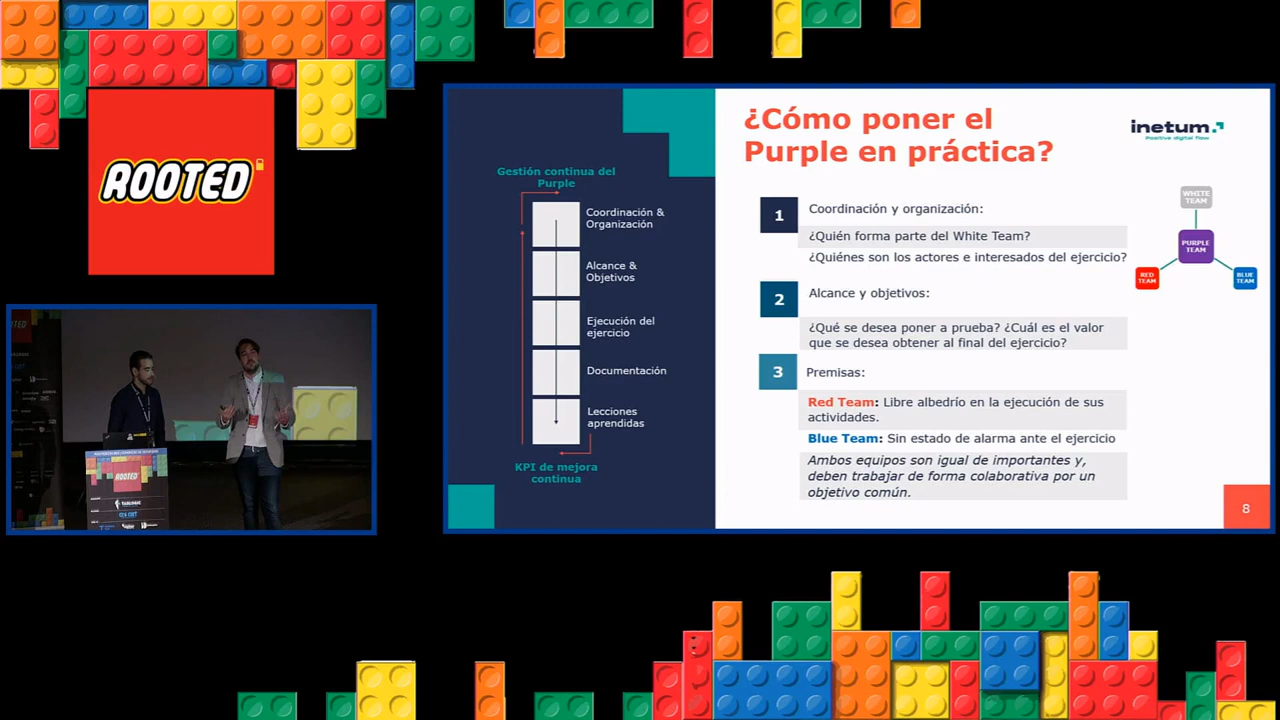 ROOTED
ROOTED
ROOTED
Gestión continua del
Purple
Coordinación &
Organización
Alcance &
Objetivos
Ejecución del
ejercicio
Documentación
Lecciones
aprendidas
KPI de mejora
continua
¿Cómo poner el
Purple en práctica?
inetum.
Positive digital flow
1
Coordinación y organización:
¿Quién forma parte del White Team?
¿Quiénes son los actores e interesados del ejercicio?
2
Alcance y objetivos:
¿Qué se desea poner a prueba? ¿Cuál es el valor
que se desea obtener al final del ejercicio?
3
Premisas:
Red Team: Libre albedrío en la ejecución de sus
actividades.
Blue Team: Sin estado de alarma ante el ejercicio
Ambos equipos son igual de importantes y,
deben trabajar de forma colaborativa por un
objetivo común.
WHITE
TEAM
PURPLE
TEAM
RED
TEAM
BLUE
TEAM
8